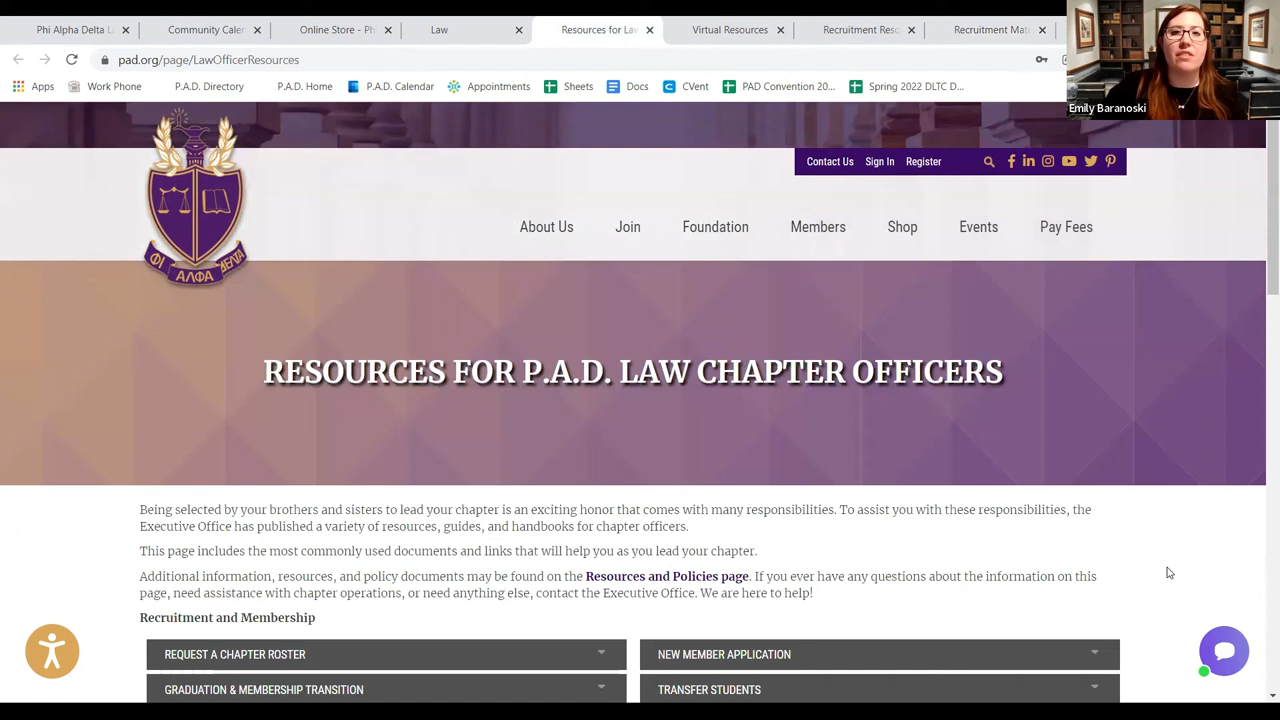 Phi Alpha Delta L
Community Caler
Online Store - Ph
Law
Resources for Law
Virtual Resources
Recruitment Reso
Recruitment Mate
pad.org/page/LawOfficerResources
Apps
Work Phone
P.A.D. Directory
P.A.D. Home
P.A.D. Calendar
Appointments
Sheets
Docs
CVent
PAD Convention 20...
Spring 2022 DLTC D...
Emily Baranoski
Contact Us
Sign In
Register
About Us
Join
Foundation
Members
Shop
Events
Pay Fees
ΦΙ ΑΛΦΑ ΔΕΛΤΑ
RESOURCES FOR P.A.D. LAW CHAPTER OFFICERS
Being selected by your brothers and sisters to lead your chapter is an exciting honor that comes with many responsibilities. To assist you with these responsibilities, the
Executive Office has published a variety of resources, guides, and handbooks for chapter officers.
This page includes the most commonly used documents and links that will help you as you lead your chapter.
Additional information, resources, and policy documents may be found on the Resources and Policies page. If you ever have any questions about the information on this
page, need assistance with chapter operations, or need anything else, contact the Executive Office. We are here to help!
Recruitment and Membership
REQUEST A CHAPTER ROSTER
NEW MEMBER APPLICATION
GRADUATION & MEMBERSHIP TRANSITION
TRANSFER STUDENTS